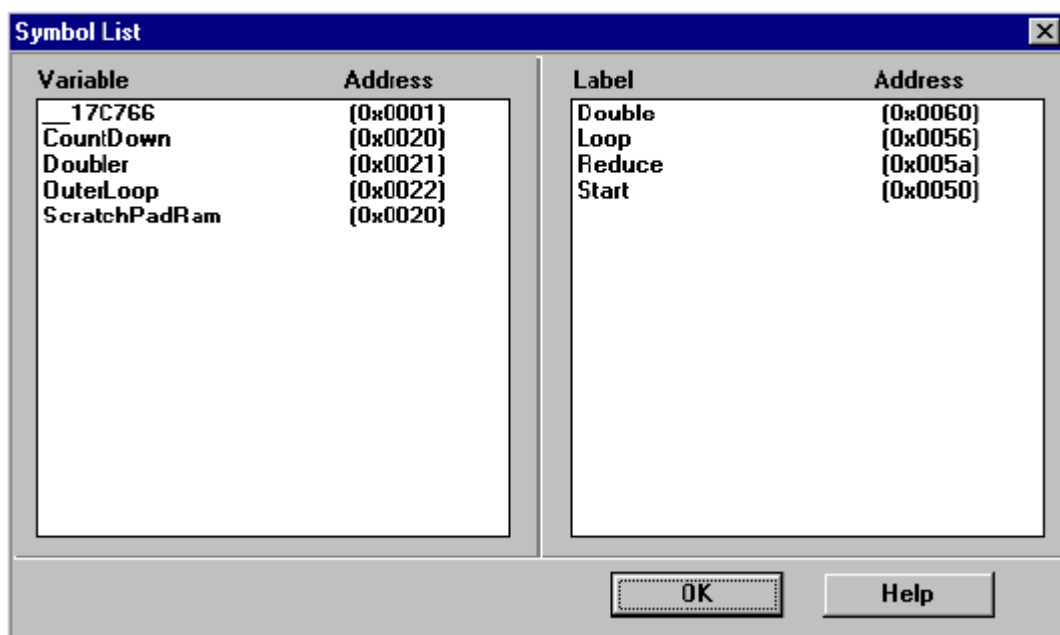 Symbol List
Variable Address
__17C766 (0x0001)
CountDown (0x0020)
Doubler (0x0021)
OuterLoop (0x0022)
ScratchPadRam (0x0020)
Label Address
Double (0x0060)
Loop (0x0056)
Reduce (0x005a)
Start (0x0050)
OK Help